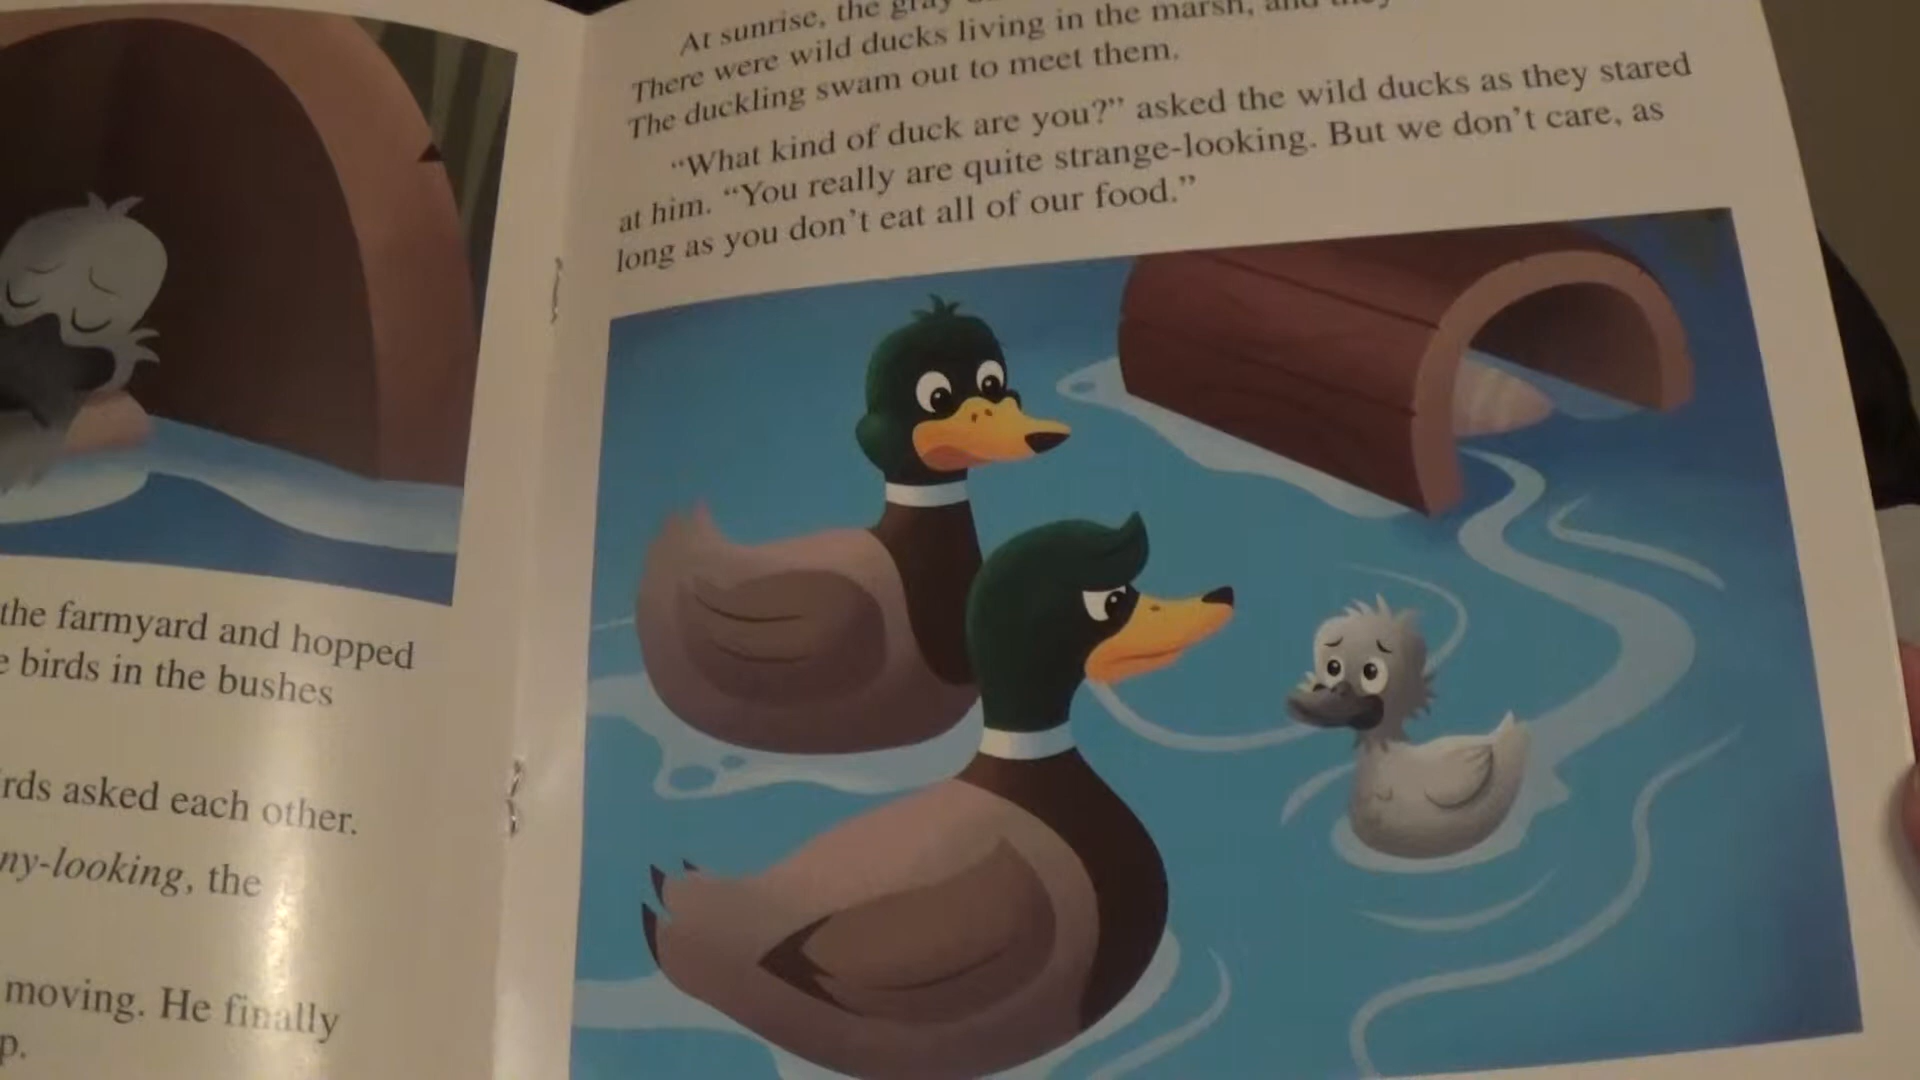 the farmyard and hopped
birds in the bushes
asked each other.
ny-looking, the
moving. He finally
p.
At sunrise, the gray
There were wild ducks living in the marsh, and they
The duckling swam out to meet them.
“What kind of duck are you?” asked the wild ducks as they stared
at him. “You really are quite strange-looking. But we don’t care, as
long as you don’t eat all of our food.”